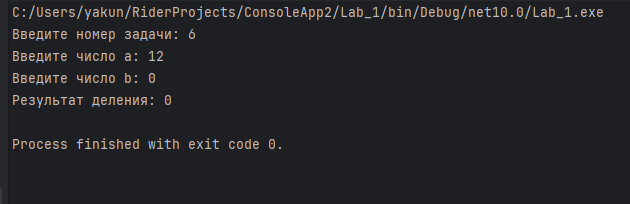 C:/Users/yakun/RiderProjects/ConsoleApp2/Lab_1/bin/Debug/net10.0/Lab_1.exe
Введите номер задачи: 6
Введите число a: 12
Введите число b: 0
Результат деления: 0
Process finished with exit code 0.